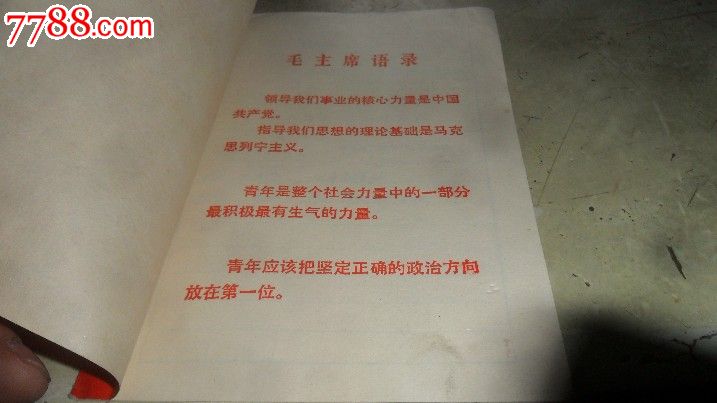 7788.com
毛主席语录
领导我们事业的核心力量是中国
共产党。
指导我们思想的理论基础是马克
思列宁主义。
青年是整个社会力量中的一部分
最积极最有生气的力量。
青年应该把坚定正确的政治方向
放在第一位。